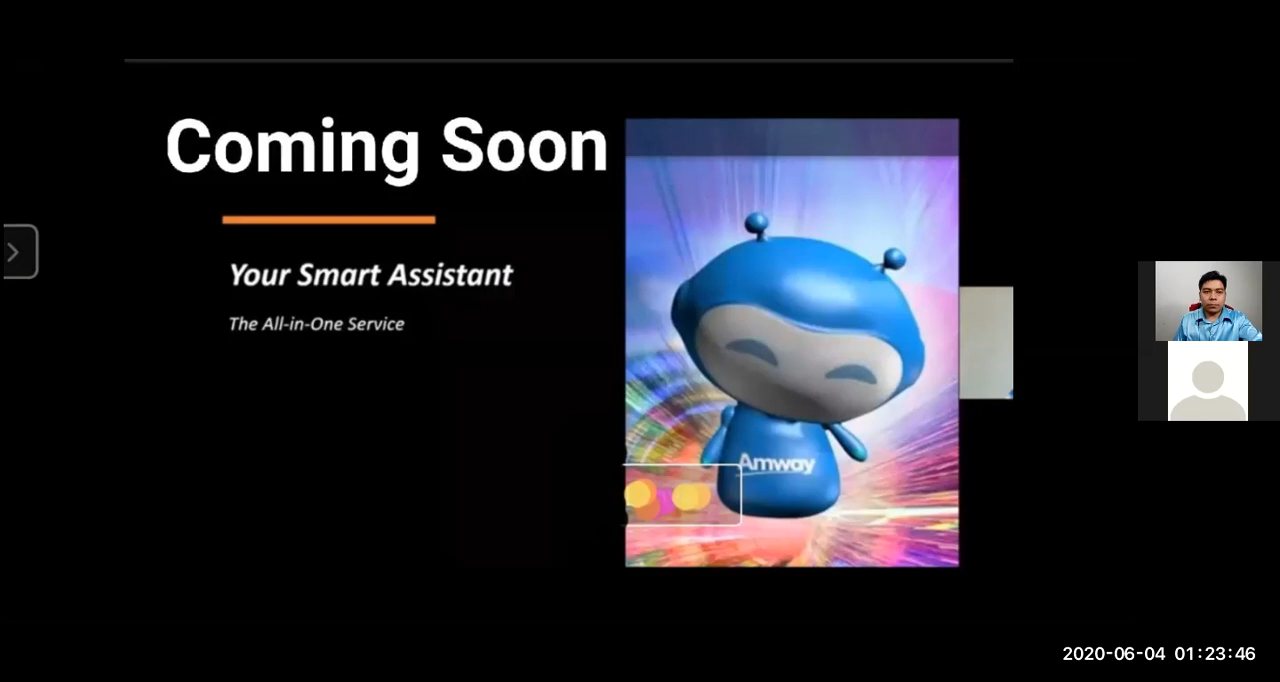 Coming Soon
Your Smart Assistant
The All-in-One Service
Amway
2020-06-04 01:23:46